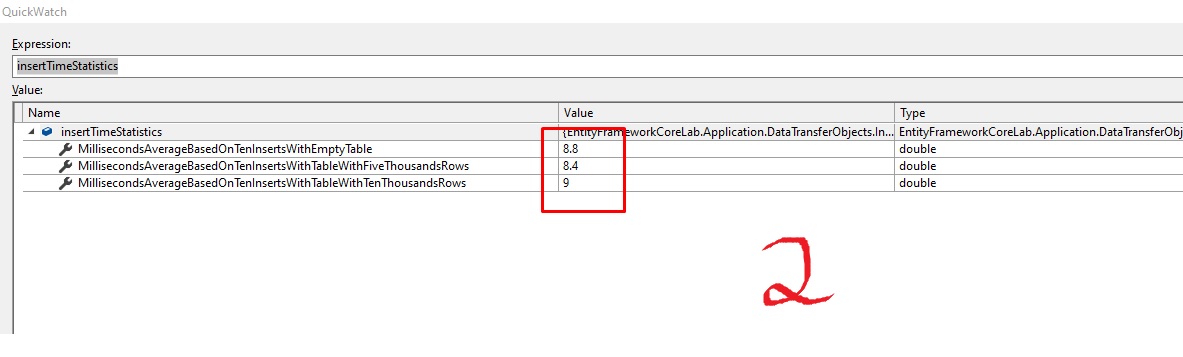 QuickWatch
Expression:
insertTimeStatistics
Value:
Name Value Type
insertTimeStatistics {EntityFrameworkCoreLab.Application.DataTransferObjects.In... EntityFrameworkCoreLab.Application.DataTransferObj
MillisecondsAverageBasedOnTenInsertsWithEmptyTable 8.8 double
MillisecondsAverageBasedOnTenInsertsWithTableWithFiveThousandsRows 8.4 double
MillisecondsAverageBasedOnTenInsertsWithTableWithTenThousandsRows 9 double
2